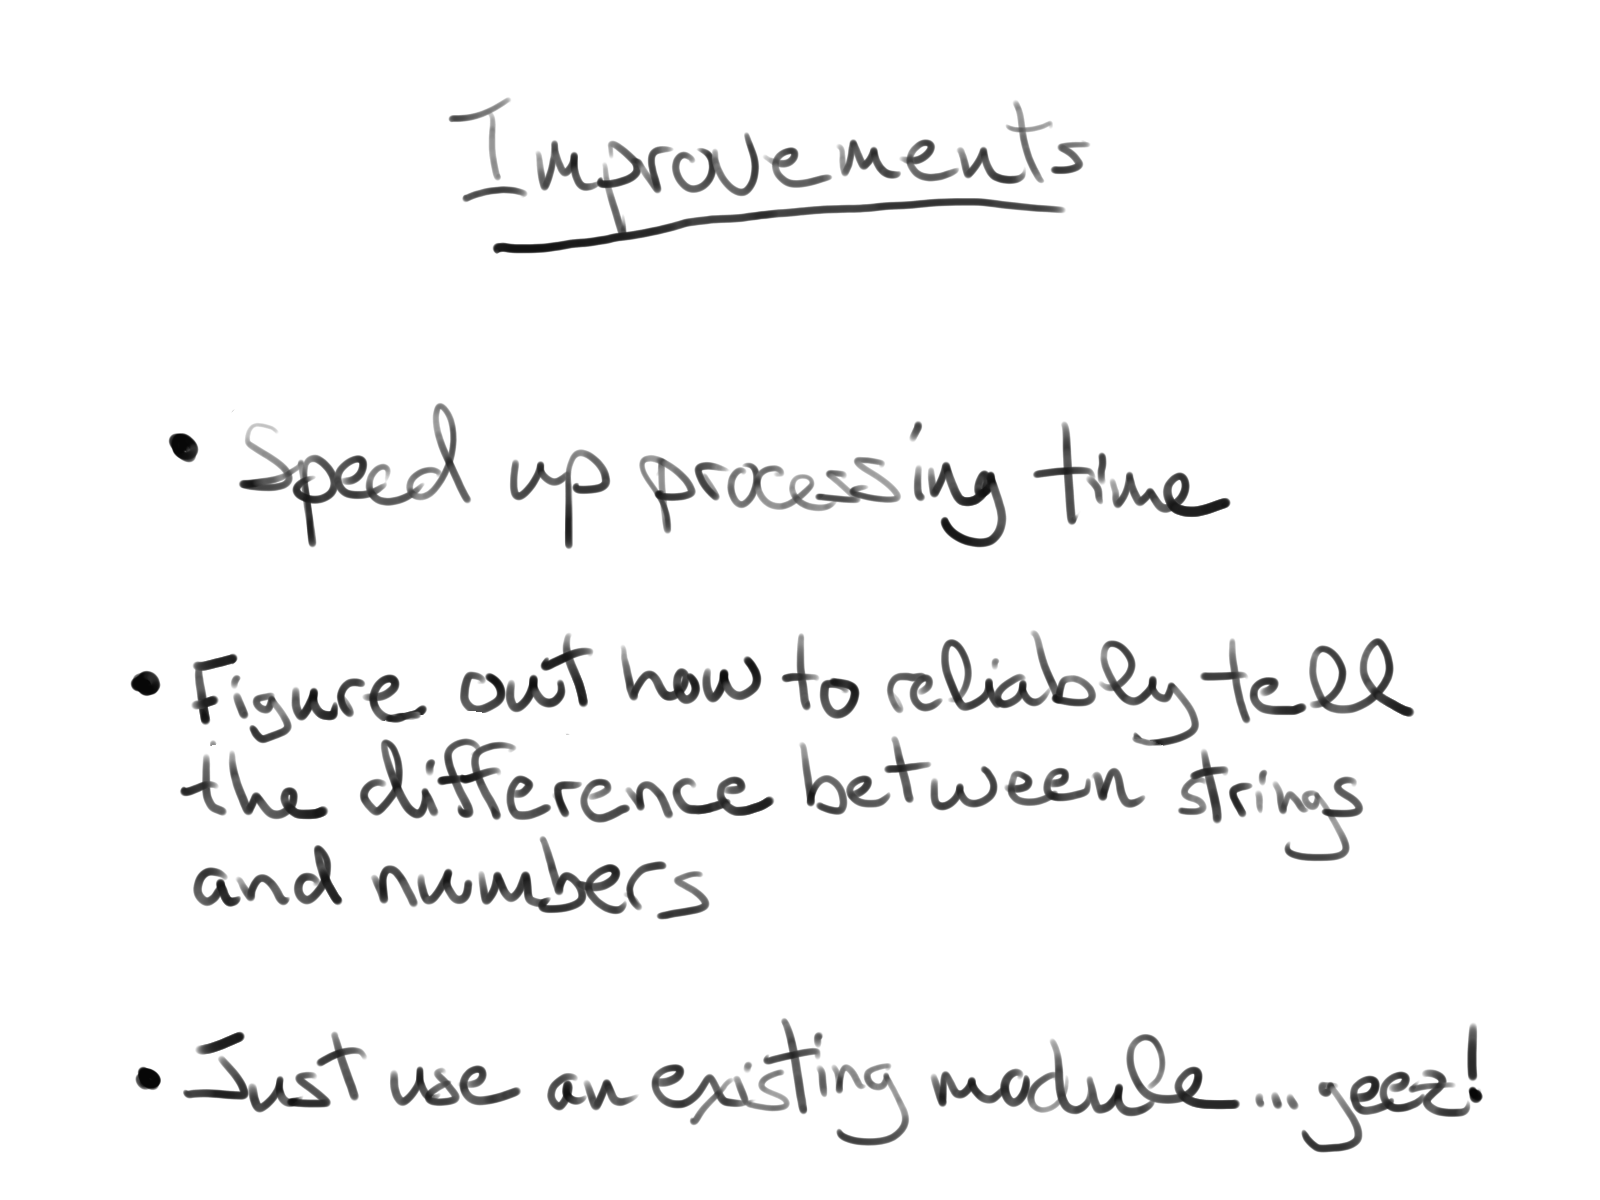 Improvements
• Speed up processing time
• Figure out how to reliably tell
the difference between strings
and numbers
• Just use an existing module...geez!